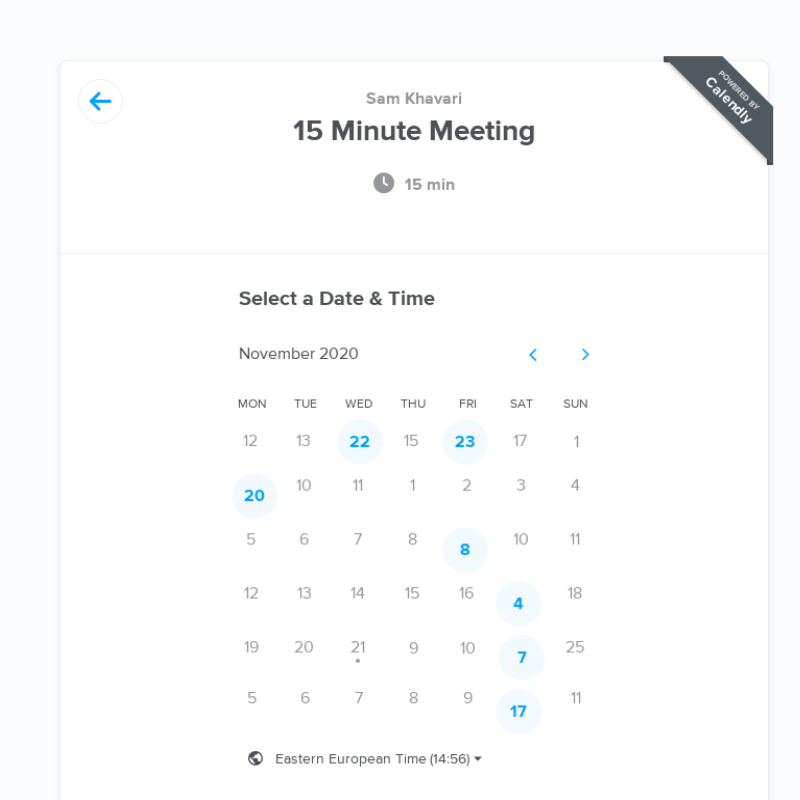 POWERED BY
Calendly
Sam Khavari
15 Minute Meeting
15 min
Select a Date & Time
November 2020
MON TUE WED THU FRI SAT SUN
12 13 22 15 23 17 1
20 10 11 1 2 3 4
5 6 7 8 8 10 11
12 13 14 15 16 4 18
19 20 21 9 10 7 25
5 6 7 8 9 17 11
Eastern European Time (14:56)